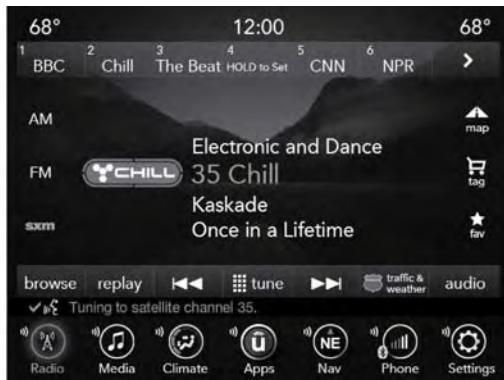 68° 12:00 68°
1 BBC 2 Chill 3 The Beat 4 HOLD to Set 5 CNN 6 NPR
AM
map
Electronic and Dance
FM CHILL 35 Chill
tag
Kaskade
sxm Once in a Lifetime
fav
browse replay tune traffic & weather audio
Tuning to satellite channel 35.
Radio Media Climate ū Apps NE Nav Phone Settings